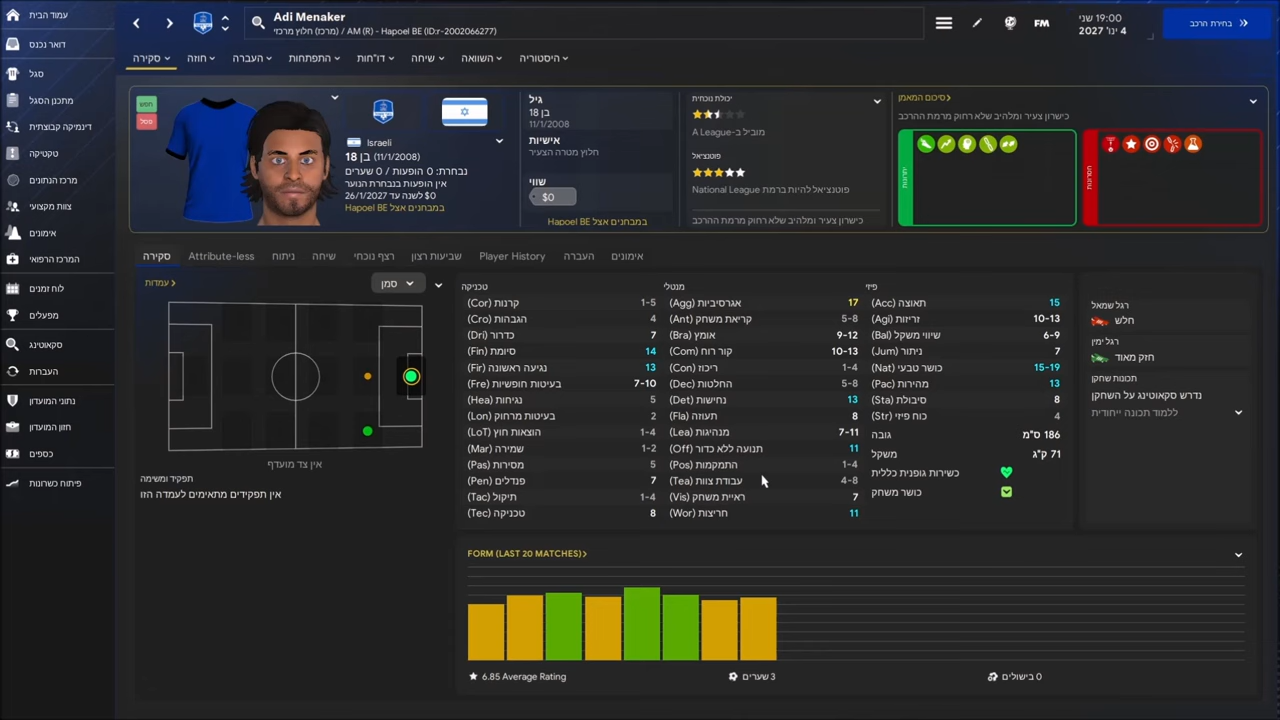 Adi Menaker
AM (R) / (מרכז) חלוץ מרכזי - Hapoel BE (ID:r-2002066277)
19:00 שני
4 ינו' 2027
FM
בחירת הרכב
עמוד הבית
דואר נכנס
סגל
מתכנן הסגל
דינמיקה קבוצתית
טקטיקה
מרכז הנתונים
צוות מקצועי
אימונים
המרכז הרפואי
לוח זמנים
מפעלים
סקאוטינג
העברות
נתוני המועדון
חזון המועדון
כספים
פיתוח כשרונות
סקירה
חוזה
העברה
התפתחות
דו"חות
שיחה
השוואה
היסטוריה
Israeli
בן 18 (11/1/2008)
נבחרת: 0 הופעות / 0 שערים
אין הופעות בנבחרת הנוער
$0 לשנה עד 26/1/2027
במבחנים אצל Hapoel BE
גיל
בן 18
11/1/2008
אישיות
חלוץ מטרה הצעיר
שווי
$0
במבחנים אצל Hapoel BE
יכולת נוכחית
מוביל ב-A League
פוטנציאל
פוטנציאל להיות ברמת National League
כישרון צעיר ומלהיב שלא רחוק מרמת ההרכב
סיכום המאמן
כישרון צעיר ומלהיב שלא רחוק מרמת ההרכב
יתרונות
חסרונות
סקירה
Attribute-less
ניתוח
שיחה
רצף נוכחי
שביעות רצון
Player History
העברה
אימונים
עמדות
סמן
אין צד מועדף
תפקיד ומשימה
אין תפקידים מתאימים לעמדה הזו
טכניקה
(Cor) קרנות 1-5
(Cro) הגבהות 4
(Dri) כדרור 7
(Fin) סיומת 14
(Fir) נגיעה ראשונה 13
(Fre) בעיטות חופשיות 7-10
(Hea) נגיחות 5
(Lon) בעיטות מרחוק 2
(LoT) הוצאות חוץ 1-4
(Mar) שמירה 1-2
(Pas) מסירות 5
(Pen) פנדלים 7
(Tac) תיקול 1-4
(Tec) טכניקה 8
מנטלי
(Agg) אגרסיביות 17
(Ant) קריאת משחק 5-8
(Bra) אומץ 9-12
(Com) קור רוח 10-13
(Con) ריכוז 1-4
(Dec) החלטות 5-8
(Det) נחישות 13
(Fla) תעוזה 8
(Lea) מנהיגות 7-11
(Off) תנועה ללא כדור 11
(Pos) התמקמות 1-4
(Tea) עבודת צוות 4-8
(Vis) ראיית משחק 7
(Wor) חריצות 11
פיזי
(Acc) תאוצה 15
(Agi) זריזות 10-13
(Bal) שיווי משקל 6-9
(Jum) ניתור 7
(Nat) כושר טבעי 15-19
(Pac) מהירות 13
(Sta) סיבולת 8
(Str) כוח פיזי 4
גובה 186 ס"מ
משקל 71 ק"ג
כשירות גופנית כללית
כושר משחק
רגל שמאל
חלש
רגל ימין
חזק מאוד
תכונות שחקן
נדרש סקאוטינג על השחקן
ללמוד תכונה ייחודית
FORM (LAST 20 MATCHES)
6.85 Average Rating
3 שערים
0 בישולים